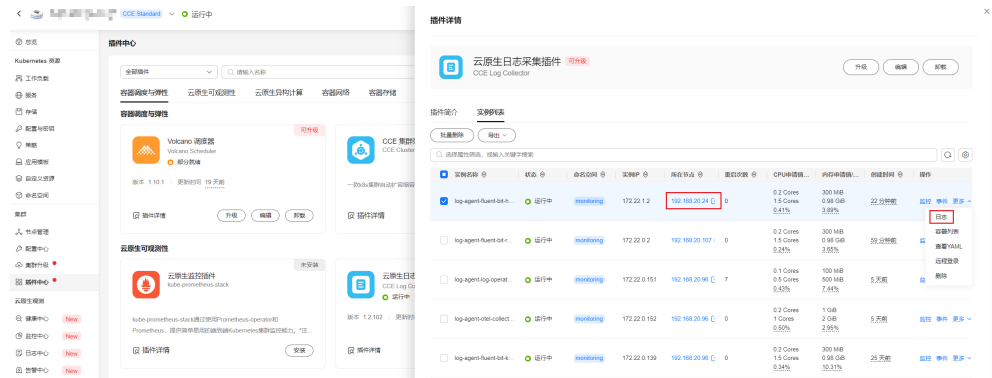 CCE Standard
运行中
总览
Kubernetes 资源
工作负载
服务
存储
配置与密钥
策略
应用模板
自定义资源
命名空间
集群
节点管理
配置中心
集群升级
插件中心
云原生观测
健康中心 New
监控中心 New
日志中心 New
告警中心 New
插件中心
全部插件
请输入名称
容器调度与弹性 云原生可观测性 云原生异构计算 容器网络 容器存储
容器调度与弹性
可升级
Volcano 调度器
Volcano Scheduler
部分就绪
版本 1.10.1 更新时间 19 天前
插件详情 升级 编辑 卸载
CCE 集群
CCE Cluster
一款k8s集群自动扩容缩容
插件详情
云原生可观测性
未安装
云原生监控插件
kube-prometheus-stack
kube-prometheus-stack通过使用Prometheus-operator和
Prometheus，提供简单易用的端到端Kubernetes集群监控能力。
插件详情 安装
云原生日志
CCE Log Co
运行中
版本 1.2.102 更新时
插件详情
插件详情
云原生日志采集插件 可升级
CCE Log Collector
升级 编辑 卸载
插件简介 实例列表
批量删除 导出
选择属性筛选，或输入关键字搜索
实例名称 状态 命名空间 实例IP 所在节点 重启次数 CPU申请值... 内存申请值/... 创建时间 操作
log-agent-fluent-bit-h... 运行中 monitoring 172.22.1.2 192.168.20.24 0 0.2 Cores 1.5 Cores 0.41% 300 MiB 0.98 GiB 3.89% 22 分钟前 监控 事件 更多
日志
容器列表
查看YAML
远程登录
删除
log-agent-fluent-bit-r... 运行中 monitoring 172.22.0.2 192.168.20.107 0 0.2 Cores 1.5 Cores 0.24% 300 MiB 0.98 GiB 3.55% 59 分钟前
log-agent-log-operat... 运行中 monitoring 172.22.0.151 192.168.20.96 7 0.1 Cores 0.5 Cores 0.43% 100 MiB 500 MiB 7.44% 5 天前
log-agent-otel-collect... 运行中 monitoring 172.22.0.152 192.168.20.96 0 0.2 Cores 1 Cores 0.50% 1 GiB 2 GiB 2.95% 5 天前 监控 事件 更多
log-agent-fluent-bit-k... 运行中 monitoring 172.22.0.139 192.168.20.96 0 0.2 Cores 1.5 Cores 0.34% 300 MiB 0.98 GiB 10.31% 25 天前 监控 事件 更多